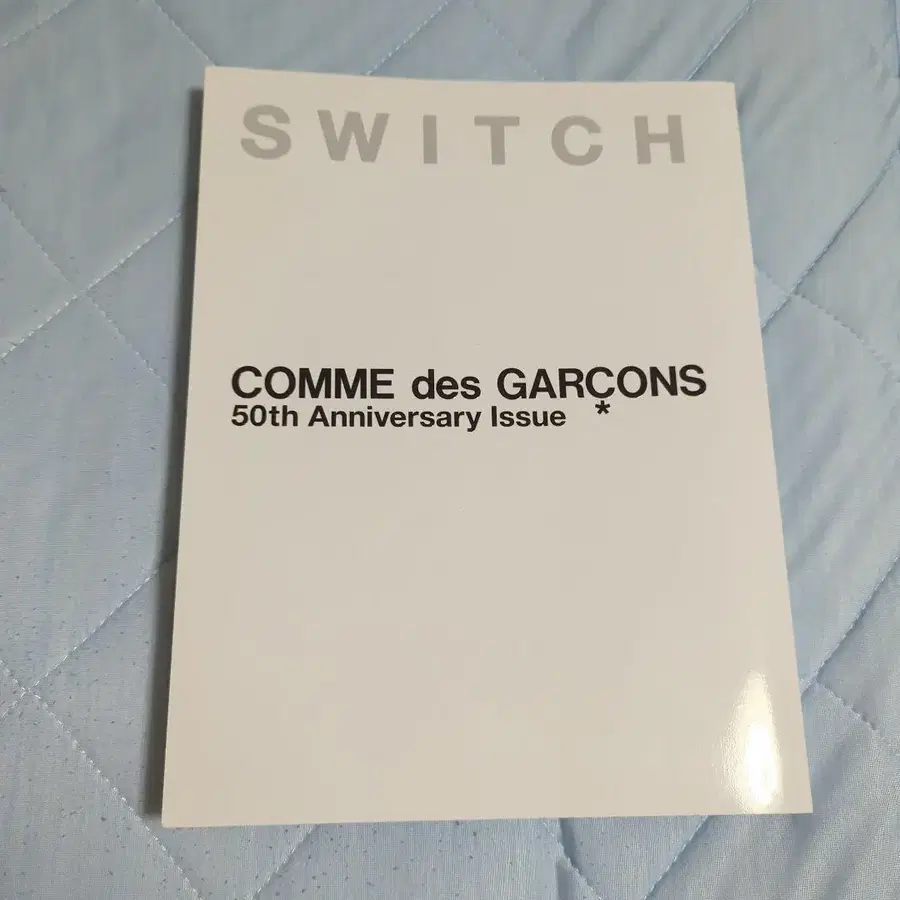 SWITCH
COMME des GARÇONS
50th Anniversary Issue *